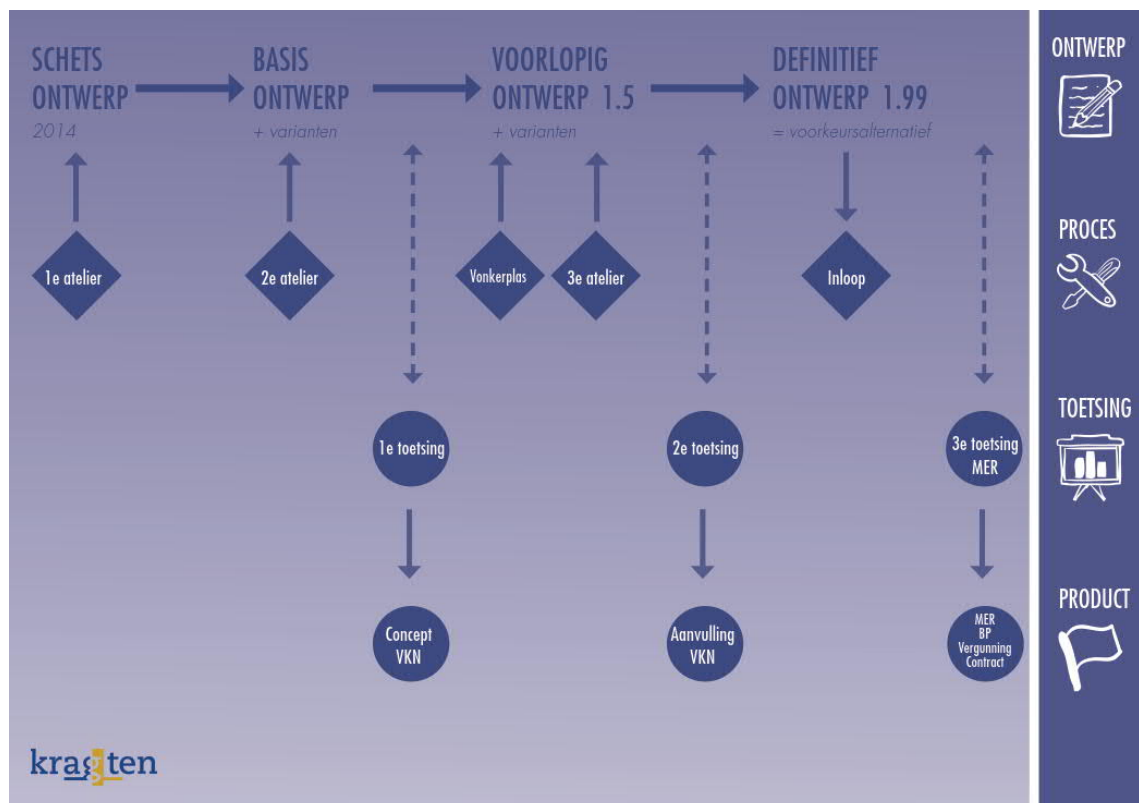 SCHETS
ONTWERP
2014
BASIS
ONTWERP
+ varianten
VOORLOPIG
ONTWERP 1.5
+ varianten
DEFINITIEF
ONTWERP 1.99
= voorkeursalternatief
ONTWERP
1e atelier
2e atelier
Vonkerplas
3e atelier
Inloop
PROCES
1e toetsing
2e toetsing
3e toetsing
MER
TOETSING
Concept
VKN
Aanvulling
VKN
MER
BP
Vergunning
Contract
PRODUCT
kragten